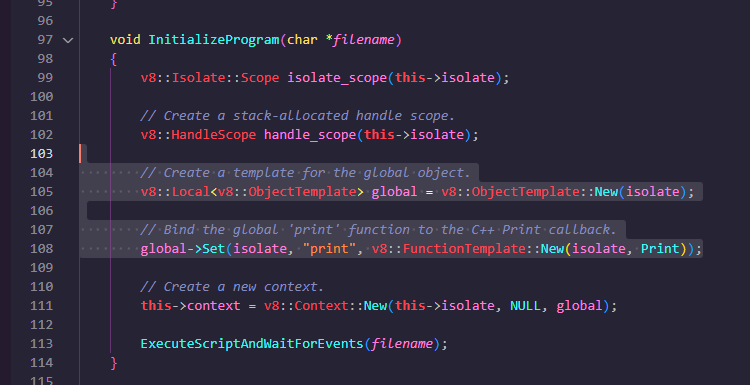 95 }
96
97 void InitializeProgram(char *filename)
98 {
99 v8::Isolate::Scope isolate_scope(this->isolate);
100
101 // Create a stack-allocated handle scope.
102 v8::HandleScope handle_scope(this->isolate);
103
104 // Create a template for the global object.
105 v8::Local<v8::ObjectTemplate> global = v8::ObjectTemplate::New(isolate);
106
107 // Bind the global 'print' function to the C++ Print callback.
108 global->Set(isolate, "print", v8::FunctionTemplate::New(isolate, Print));
109
110 // Create a new context.
111 this->context = v8::Context::New(this->isolate, NULL, global);
112
113 ExecuteScriptAndWaitForEvents(filename);
114 }
115